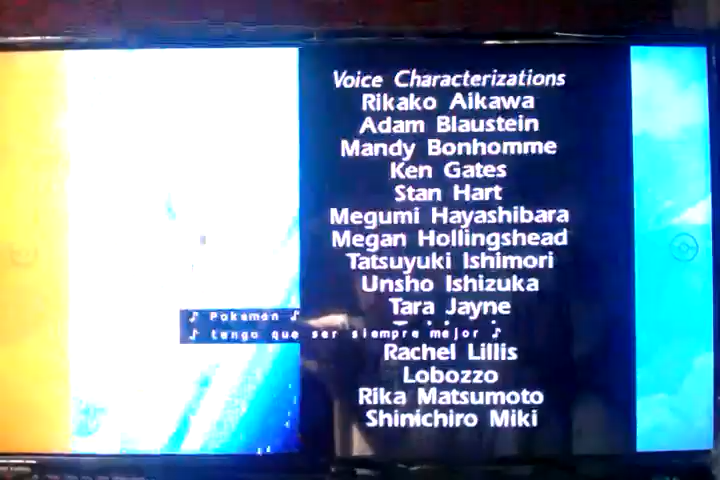 Voice Characterizations
Rikako Aikawa
Adam Blaustein
Mandy Bonhomme
Ken Gates
Stan Hart
Megumi Hayashibara
Megan Hollingshead
Tatsuyuki Ishimori
Unsho Ishizuka
Tara Jayne
♪ Pokemon ♪
♪ tengo que ser siempre mejor ♪
Rachel Lillis
Lobozzo
Rika Matsumoto
Shinichiro Miki